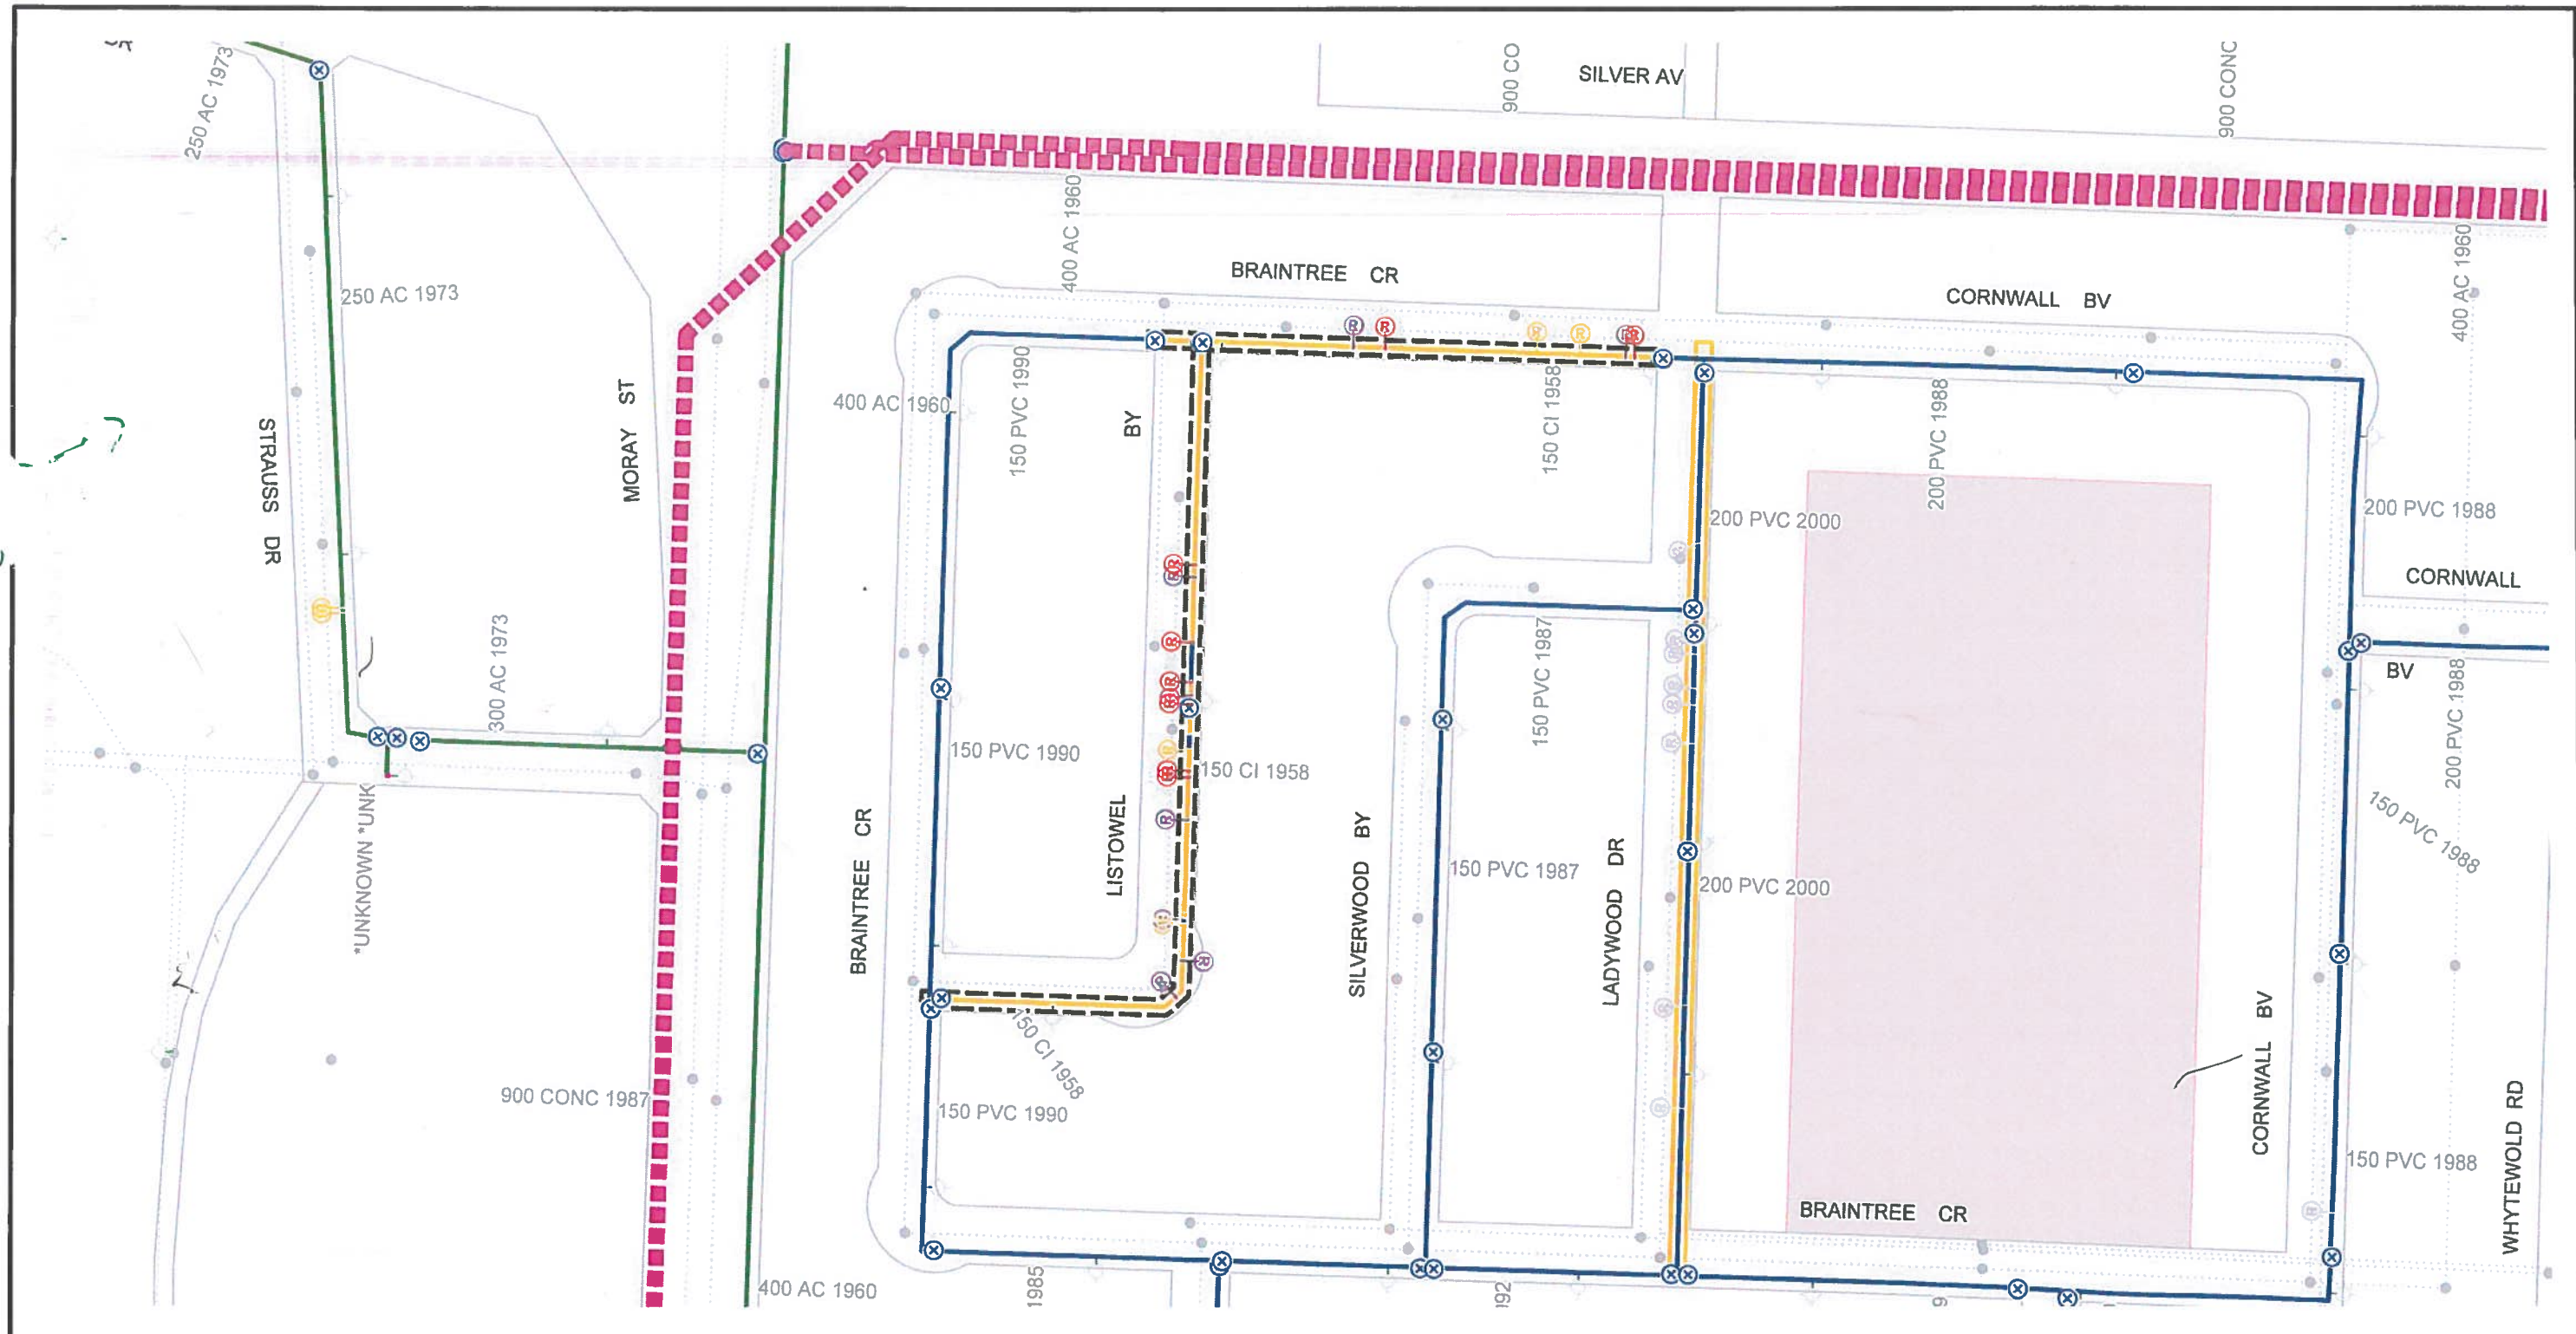 250 AC 1973
900 CO
SILVER AV
900 CONC
400 AC 1960
BRAINTREE CR
CORNWALL BV
400 AC 1960
250 AC 1973
MORAY ST
STRAUSS DR
400 AC 1960
150 PVC 1990
BY
150 CI 1958
200 PVC 1988
200 PVC 2000
200 PVC 1988
CORNWALL
BV
300 AC 1973
150 PVC 1987
200 PVC 1988
150 PVC 1990
150 CI 1958
LISTOWEL
BRAINTREE CR
SILVERWOOD BY
150 PVC 1987
LADYWOOD DR
200 PVC 2000
150 PVC 1988
*UNKNOWN *UNK
150 CI 1958
900 CONC 1987
150 PVC 1990
CORNWALL BV
WHYTEWOLD RD
150 PVC 1988
BRAINTREE CR
400 AC 1960
1985